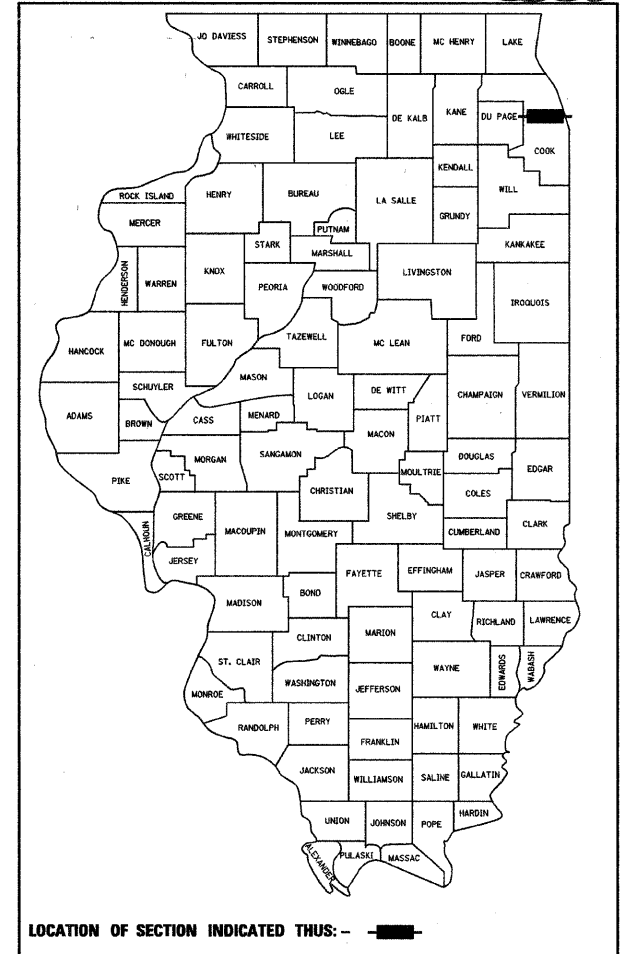 JO DAVIESS STEPHENSON WINNEBAGO BOONE MC HENRY LAKE
CARROLL OGLE
DE KALB KANE DU PAGE COOK
WHITESIDE LEE
KENDALL WILL
ROCK ISLAND HENRY BUREAU LA SALLE
GRUNDY
MERCER PUTNAM
STARK MARSHALL KANKAKEE
HENDERSON WARREN KNOX PEORIA WOODFORD LIVINGSTON IROQUOIS
FORD
HANCOCK MC DONOUGH FULTON TAZEWELL MC LEAN
SCHUYLER MASON
LOGAN DE WITT CHAMPAIGN VERMILION
ADAMS BROWN CASS MENARD PIATT
MACON
MORGAN SANGAMON DOUGLAS EDGAR
PIKE SCOTT CHRISTIAN MOULTRIE COLES
GREENE SHELBY
CALHOUN MACOUPIN MONTGOMERY CUMBERLAND CLARK
JERSEY
FAYETTE EFFINGHAM JASPER CRAWFORD
MADISON BOND
CLAY RICHLAND LAWRENCE
CLINTON MARION
ST. CLAIR WAYNE EDWARDS WABASH
WASHINGTON JEFFERSON
MONROE
RANDOLPH PERRY HAMILTON WHITE
FRANKLIN
JACKSON WILLIAMSON SALINE GALLATIN
UNION JOHNSON POPE HARDIN
ALEXANDER PULASKI MASSAC
LOCATION OF SECTION INDICATED THUS: -